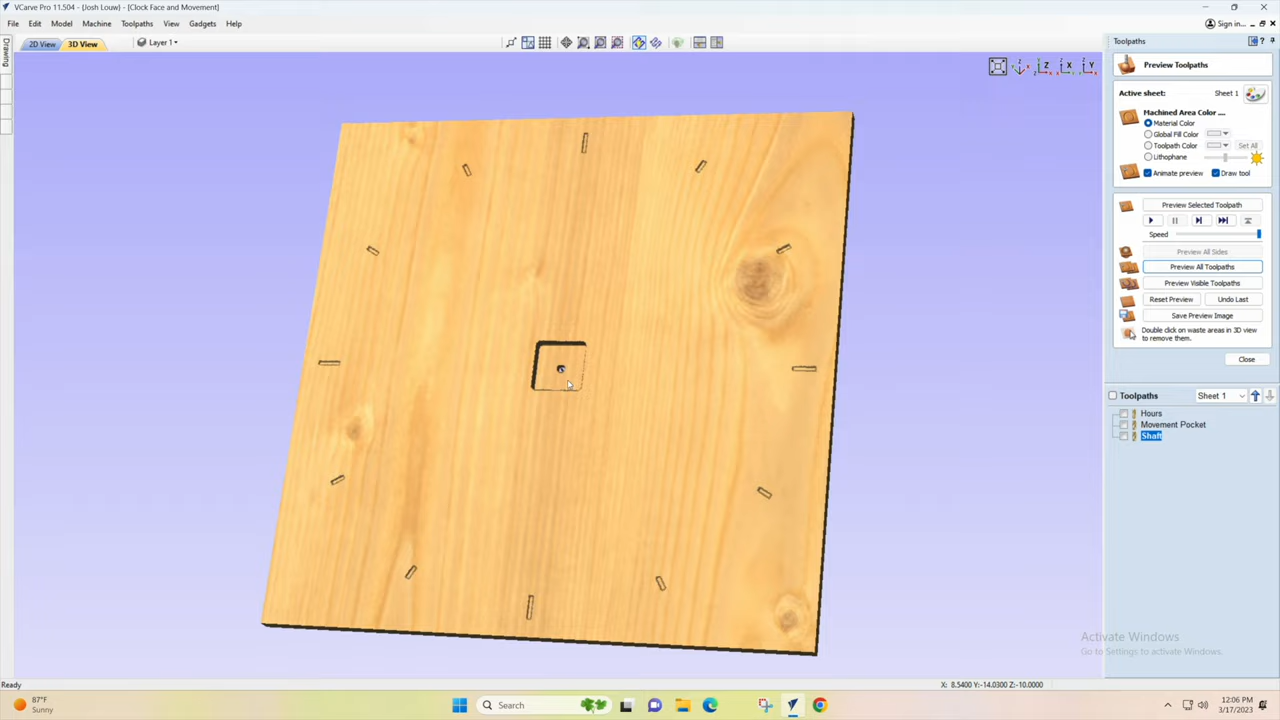 VCarve Pro 11.504 - {Josh Louw} - [Clock Face and Movement]
File Edit Model Machine Toolpaths View Gadgets Help
Sign in...
Drawing
2D View 3D View Layer 1
Toolpaths
Preview Toolpaths
Active sheet: Sheet 1
Machined Area Color ....
Material Color
Global Fill Color
Toolpath Color Set All
Lithophane
Animate preview Draw tool
Preview Selected Toolpath
Speed
Preview All Sides
Preview All Toolpaths
Preview Visible Toolpaths
Reset Preview Undo Last
Save Preview Image
Double click on waste areas in 3D view
to remove them.
Close
Toolpaths Sheet 1
Hours
Movement Pocket
Shaft
Activate Windows
Go to Settings to activate Windows.
Ready X: 8.5400 Y:-14.0300 Z:-10.0000
87°F
Sunny
Search
12:06 PM
3/17/2023